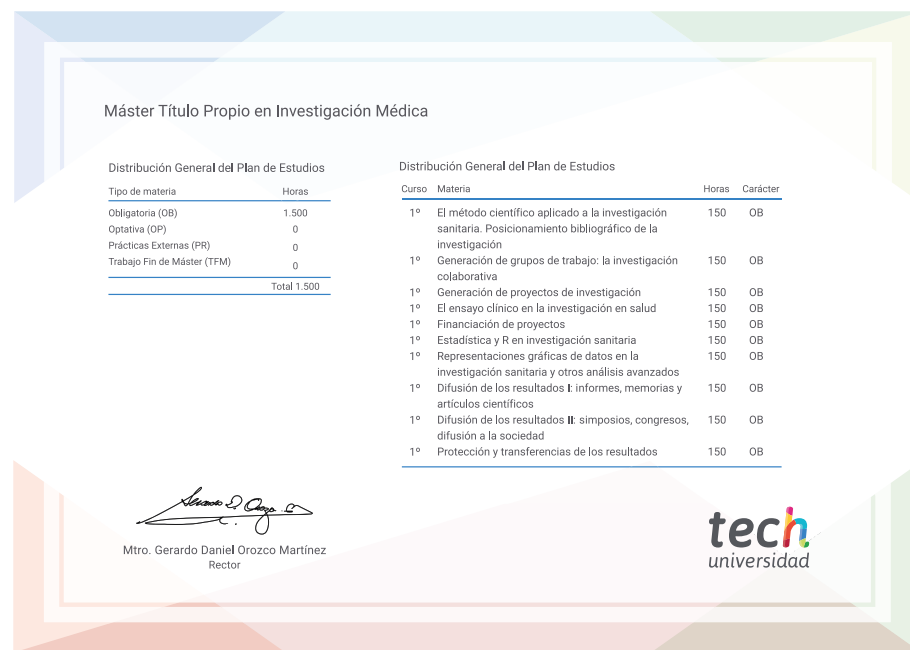 Máster Título Propio en Investigación Médica
Distribución General del Plan de Estudios
Tipo de materia Horas
Obligatoria (OB) 1.500
Optativa (OP) 0
Prácticas Externas (PR) 0
Trabajo Fin de Máster (TFM) 0
Total 1.500
Distribución General del Plan de Estudios
Curso Materia Horas Carácter
1º El método científico aplicado a la investigación 150 OB
sanitaria. Posicionamiento bibliográfico de la
investigación
1º Generación de grupos de trabajo: la investigación 150 OB
colaborativa
1º Generación de proyectos de investigación 150 OB
1º El ensayo clínico en la investigación en salud 150 OB
1º Financiación de proyectos 150 OB
1º Estadística y R en investigación sanitaria 150 OB
1º Representaciones gráficas de datos en la 150 OB
investigación sanitaria y otros análisis avanzados
1º Difusión de los resultados I: informes, memorias y 150 OB
artículos científicos
1º Difusión de los resultados II: simposios, congresos, 150 OB
difusión a la sociedad
1º Protección y transferencias de los resultados 150 OB
Mtro. Gerardo Daniel Orozco Martínez
Rector
tech
universidad